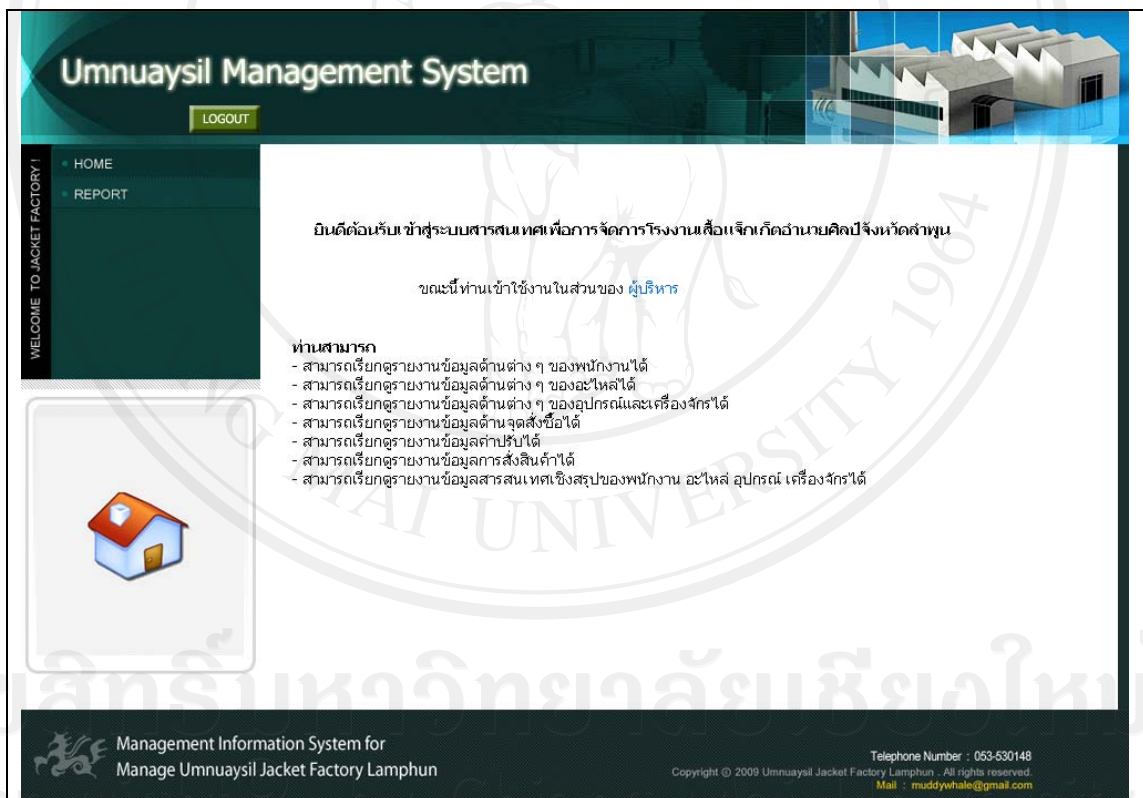 Umnuaysil Management System
LOGOUT
WELCOME TO JACKET FACTORY!
HOME
REPORT
ยินดีต้อนรับเข้าสู่ระบบสารสนเทศเพื่อการจัดการโรงงานเสื้อแจ็กเก็ตอำนวยศิลป์จังหวัดลำพูน
ขณะนี้ท่านเข้าใช้งานในส่วนของ ผู้บริหาร
ท่านสามารถ
- สามารถเรียกดูรายงานข้อมูลด้านต่าง ๆ ของพนักงานได้
- สามารถเรียกดูรายงานข้อมูลด้านต่าง ๆ ของอะไหล่ได้
- สามารถเรียกดูรายงานข้อมูลด้านต่าง ๆ ของอุปกรณ์และเครื่องจักรได้
- สามารถเรียกดูรายงานข้อมูลด้านจุดสั่งซื้อได้
- สามารถเรียกดูรายงานข้อมูลค่าปรับได้
- สามารถเรียกดูรายงานข้อมูลการสั่งสินค้าได้
- สามารถเรียกดูรายงานข้อมูลสารสนเทศเชิงสรุปของพนักงาน อะไหล่ อุปกรณ์ เครื่องจักรได้
Management Information System for
Manage Umnuaysil Jacket Factory Lamphun
Telephone Number : 053-530148
Copyright © 2009 Umnuaysil Jacket Factory Lamphun . All rights reserved.
Mail : muddywhale@gmail.com
MAI UNIVERSITY 1904